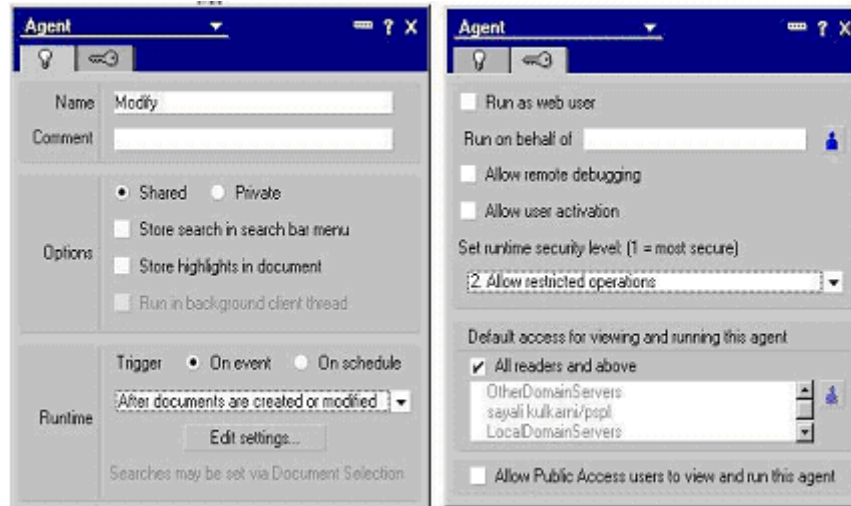 Agent
? X
Name Modify
Comment
Options
Shared Private
Store search in search bar menu
Store highlights in document
Run in background client thread
Runtime
Trigger On event On schedule
After documents are created or modified
Edit settings...
Searches may be set via Document Selection
Agent
? X
Run as web user
Run on behalf of
Allow remote debugging
Allow user activation
Set runtime security level: (1 = most secure)
2. Allow restricted operations
Default access for viewing and running this agent
All readers and above
OtherDomainServers
sayali kulkarni/pspl
LocalDomainServers
Allow Public Access users to view and run this agent